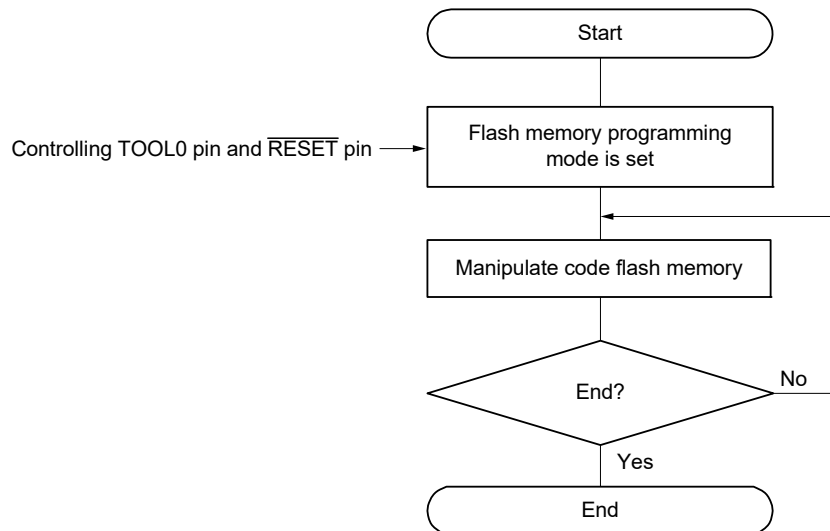 Start
Controlling TOOL0 pin and RESET pin
Flash memory programming
mode is set
Manipulate code flash memory
End?
No
Yes
End